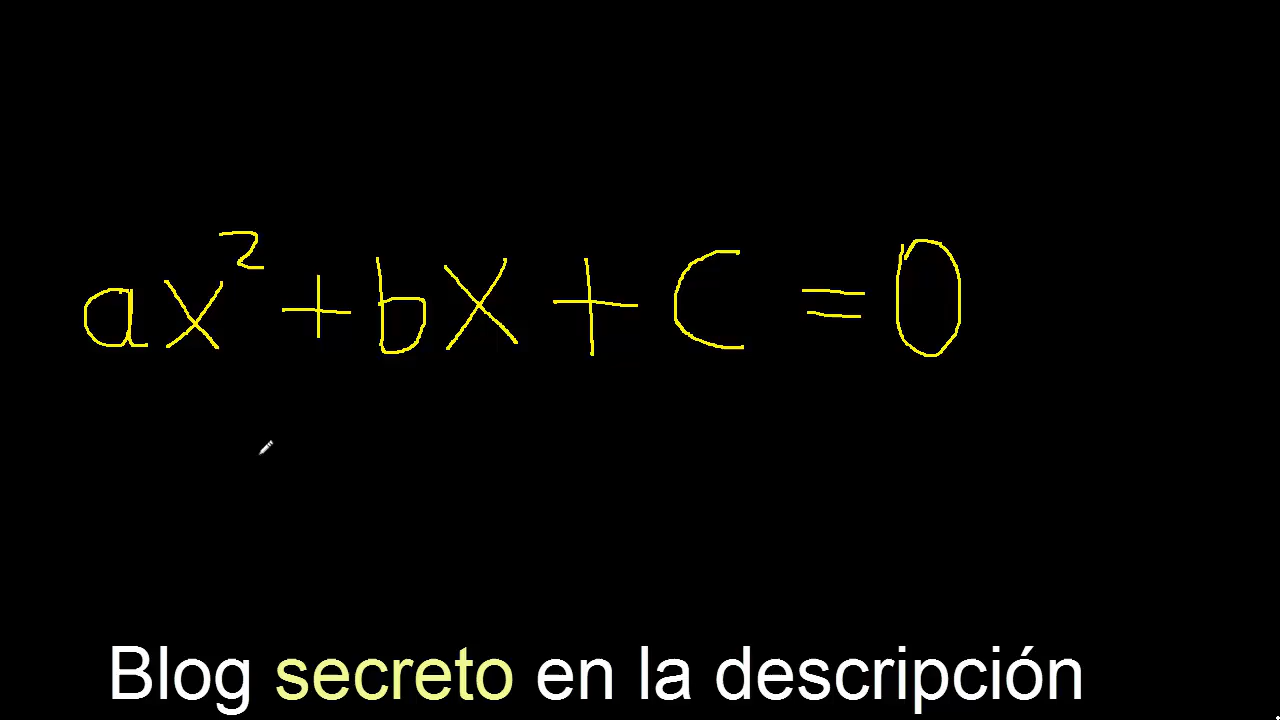 ax² + bx + c = 0
Blog secreto en la descripción